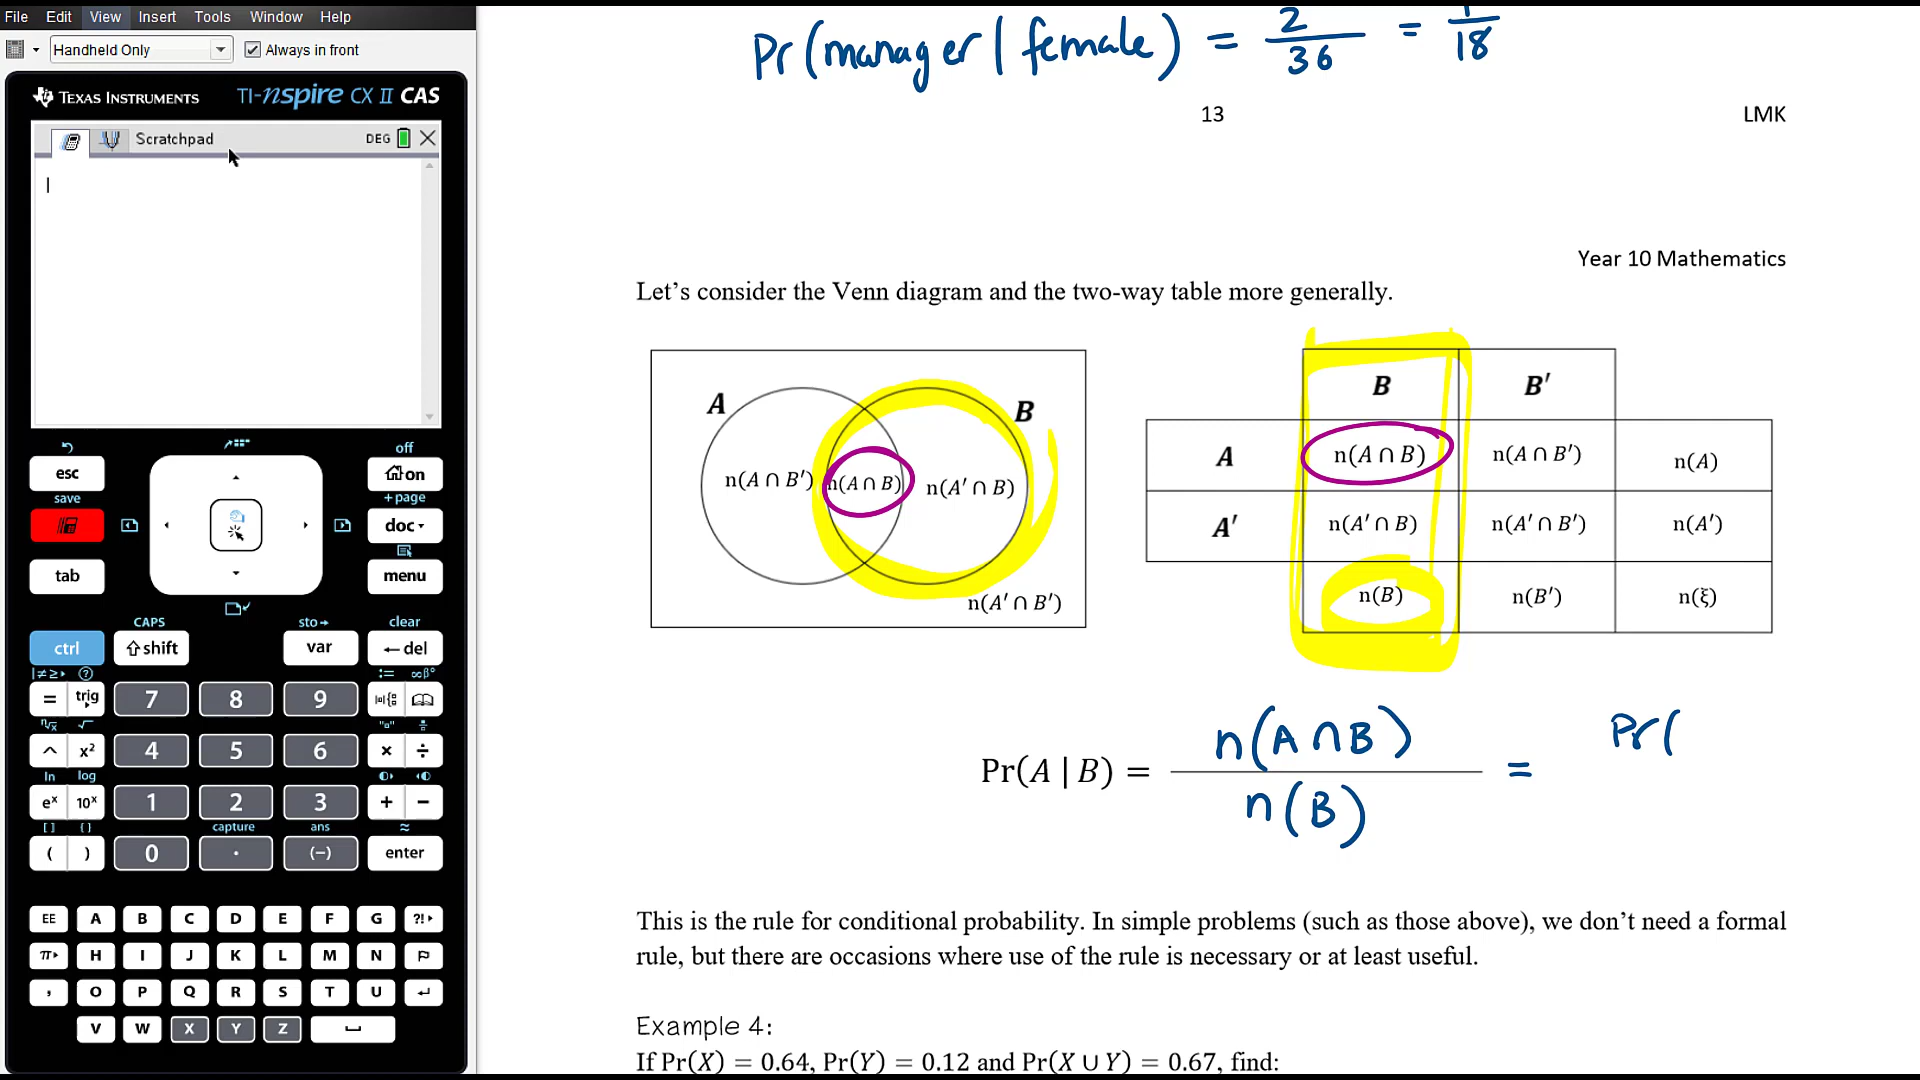 File Edit View Insert Tools Window Help
Handheld Only Always in front
TEXAS INSTRUMENTS TI-nspire CX II CAS
Scratchpad DEG
off
esc on
save +page
doc
tab menu
CAPS sto→ clear
ctrl ⇧shift var ←del
|≠≥▸ ? := ∞β°
= trig 7 8 9
ⁿ√x √ "◦" ÷
^ x² 4 5 6 × ÷
ln log
eˣ 10ˣ 1 2 3 + −
[ ] { } capture ans ≈
( ) 0 . (−) enter
EE A B C D E F G ?!▸
π▸ H I J K L M N
, O P Q R S T U ↵
V W X Y Z
Pr(manager | female) = 2/36 = 1/18
13 LMK
Year 10 Mathematics
Let's consider the Venn diagram and the two-way table more generally.
A B
n(A ∩ B′) n(A ∩ B) n(A′ ∩ B)
n(A′ ∩ B′)
B B′
A n(A ∩ B) n(A ∩ B′) n(A)
A′ n(A′ ∩ B) n(A′ ∩ B′) n(A′)
n(B) n(B′) n(ξ)
Pr(A | B) = n(A∩B) / n(B) = Pr(
This is the rule for conditional probability. In simple problems (such as those above), we don't need a formal
rule, but there are occasions where use of the rule is necessary or at least useful.
Example 4:
If Pr(X) = 0.64, Pr(Y) = 0.12 and Pr(X ∪ Y) = 0.67, find: